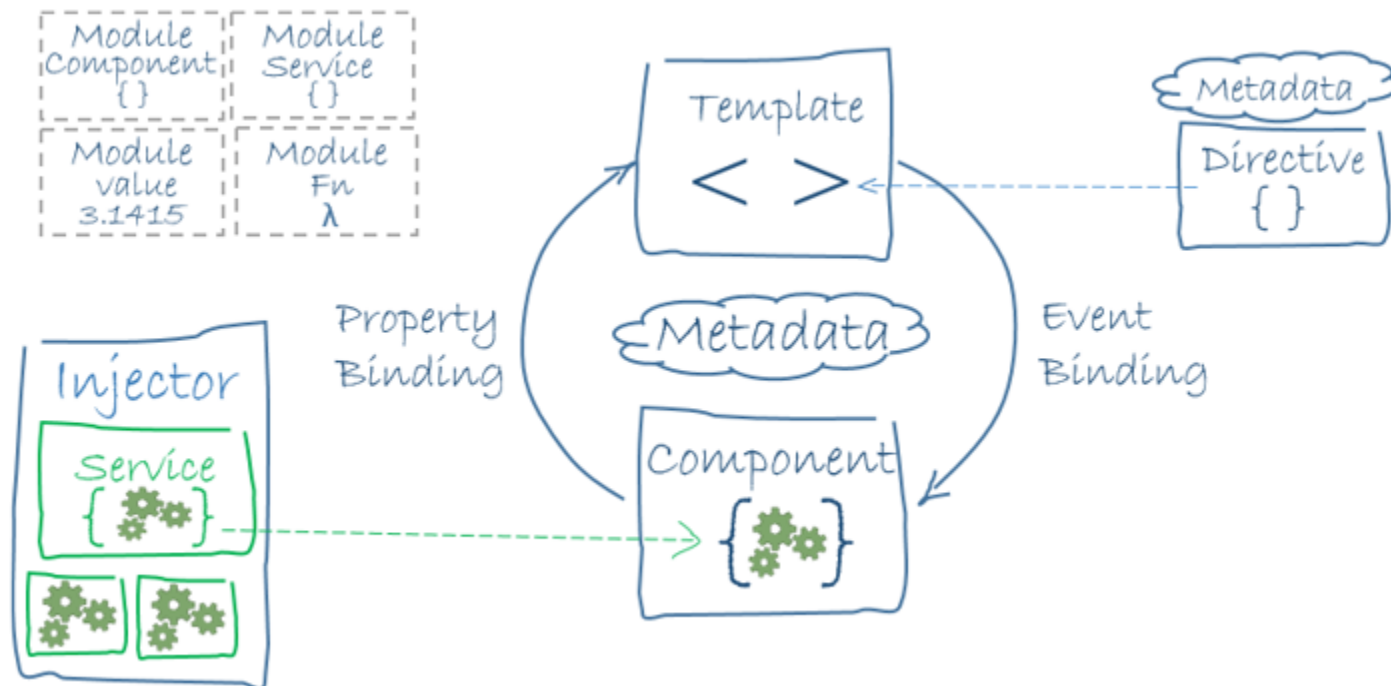 Module
Component
{ }
Module
Service
{ }
Module
value
3.1415
Module
Fn
λ
Template
< >
Metadata
Directive
{ }
Property
Binding
Metadata
Event
Binding
Injector
Service
{ }
Component
{ }